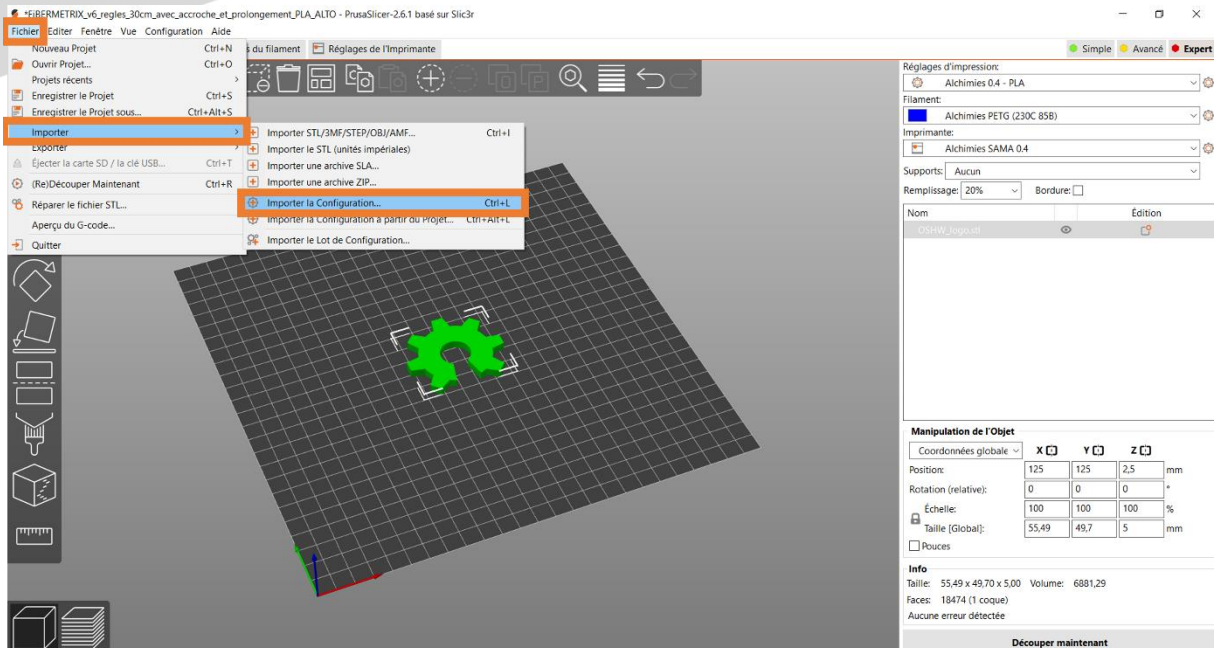 *FiBERMETRIX_v6_regles_30cm_avec_accroche_et_prolongement_PLA_ALTO - PrusaSlicer-2.6.1 basé sur Slic3r
Fichier Editer Fenêtre Vue Configuration Aide
du filament Réglages de l'Imprimante Simple Avancé Expert
Nouveau Projet Ctrl+N
Ouvrir Projet... Ctrl+O
Projets récents
Enregistrer le Projet Ctrl+S
Enregistrer le Projet sous... Ctrl+Alt+S
Importer
Exporter
Éjecter la carte SD / la clé USB... Ctrl+T
(Re)Découper Maintenant Ctrl+R
Réparer le fichier STL...
Aperçu du G-code...
Quitter
Importer STL/3MF/STEP/OBJ/AMF... Ctrl+I
Importer le STL (unités impériales)
Importer une archive SLA...
Importer une archive ZIP...
Importer la Configuration... Ctrl+L
Importer la Configuration à partir du Projet... Ctrl+Alt+L
Importer le Lot de Configuration...
Réglages d'impression:
Alchimies 0.4 - PLA
Filament:
Alchimies PETG (230C 85B)
Imprimante:
Alchimies SAMA 0.4
Supports: Aucun
Remplissage: 20% Bordure:
Nom Édition
OSHW_logo.stl
Manipulation de l'Objet
Coordonnées globale X Y Z
Position: 125 125 2,5 mm
Rotation (relative): 0 0 0 °
Échelle: 100 100 100 %
Taille [Global]: 55,49 49,7 5 mm
Pouces
Info
Taille: 55,49 x 49,70 x 5,00 Volume: 6881,29
Faces: 18474 (1 coque)
Aucune erreur détectée
Découper maintenant